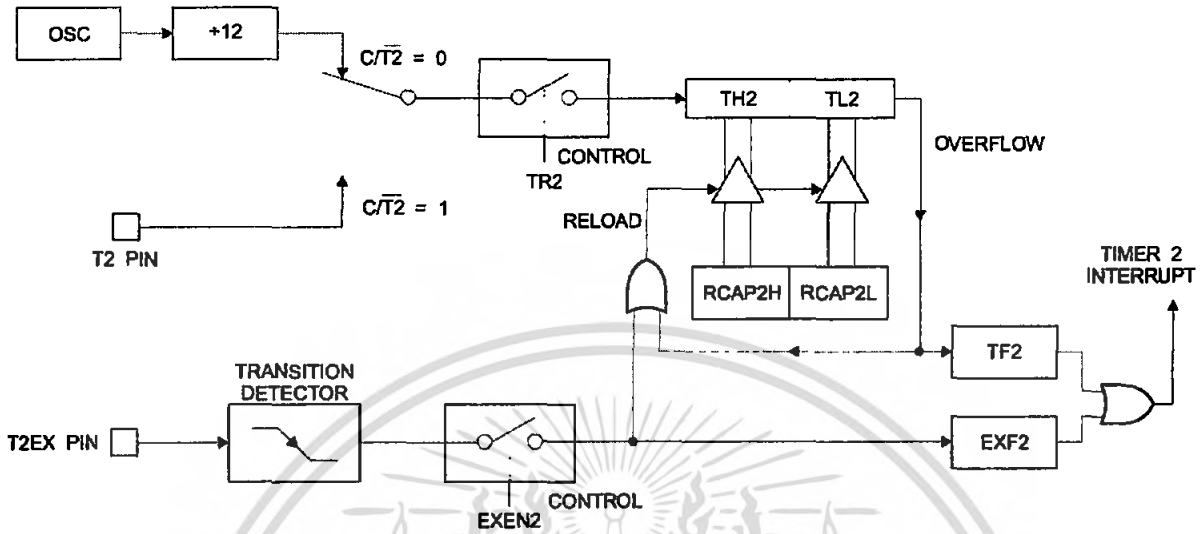 OSC
+12
C/T2 = 0
TH2 TL2
OVERFLOW
CONTROL
TR2
C/T2 = 1
RELOAD
T2 PIN
TIMER 2
INTERRUPT
RCAP2H RCAP2L
TF2
TRANSITION
DETECTOR
T2EX PIN
EXF2
CONTROL
EXEN2